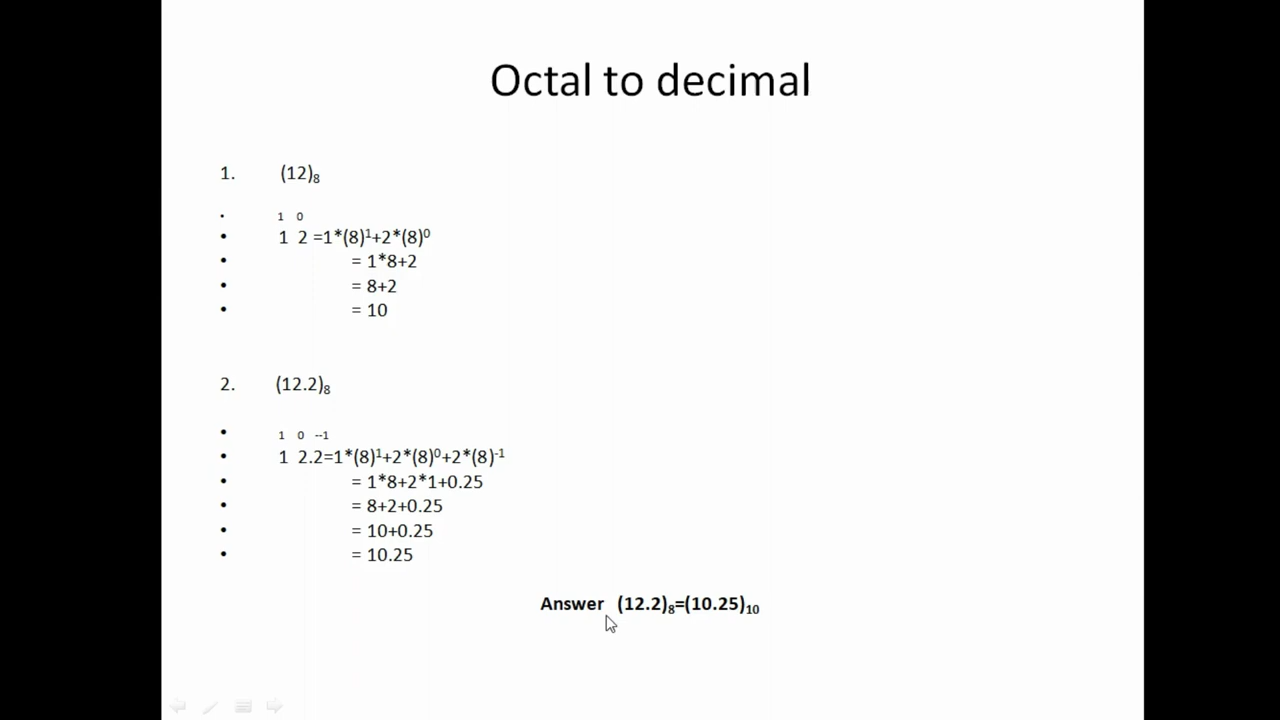 Octal to decimal
1. (12)₈
• 1 0
• 1 2 =1*(8)¹+2*(8)⁰
• = 1*8+2
• = 8+2
• = 10
2. (12.2)₈
• 1 0 --1
• 1 2.2=1*(8)¹+2*(8)⁰+2*(8)⁻¹
• = 1*8+2*1+0.25
• = 8+2+0.25
• = 10+0.25
• = 10.25
Answer (12.2)₈=(10.25)₁₀